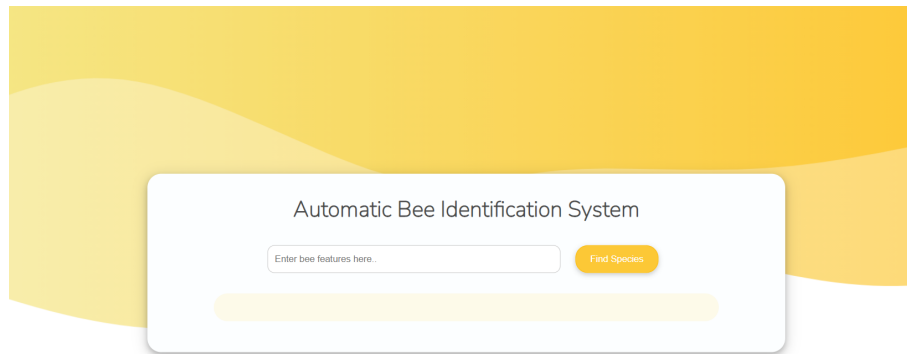 Automatic Bee Identification System
Enter bee features here..
Find Species